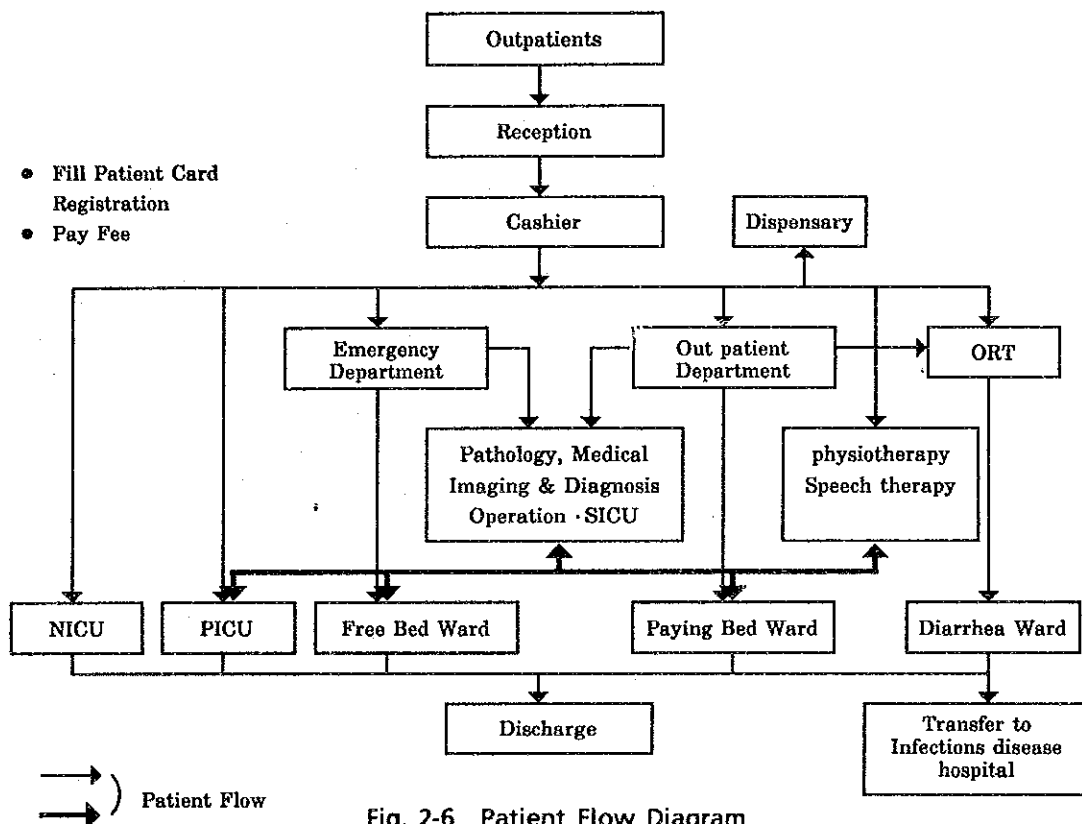 Outpatients
Reception
• Fill Patient Card
Registration
• Pay Fee
Cashier
Dispensary
Emergency
Department
Out patient
Department
ORT
Pathology, Medical
Imaging & Diagnosis
Operation · SICU
physiotherapy
Speech therapy
NICU
PICU
Free Bed Ward
Paying Bed Ward
Diarrhea Ward
Discharge
Transfer to
Infections disease
hospital
Patient Flow
Fig. 2-6 Patient Flow Diagram